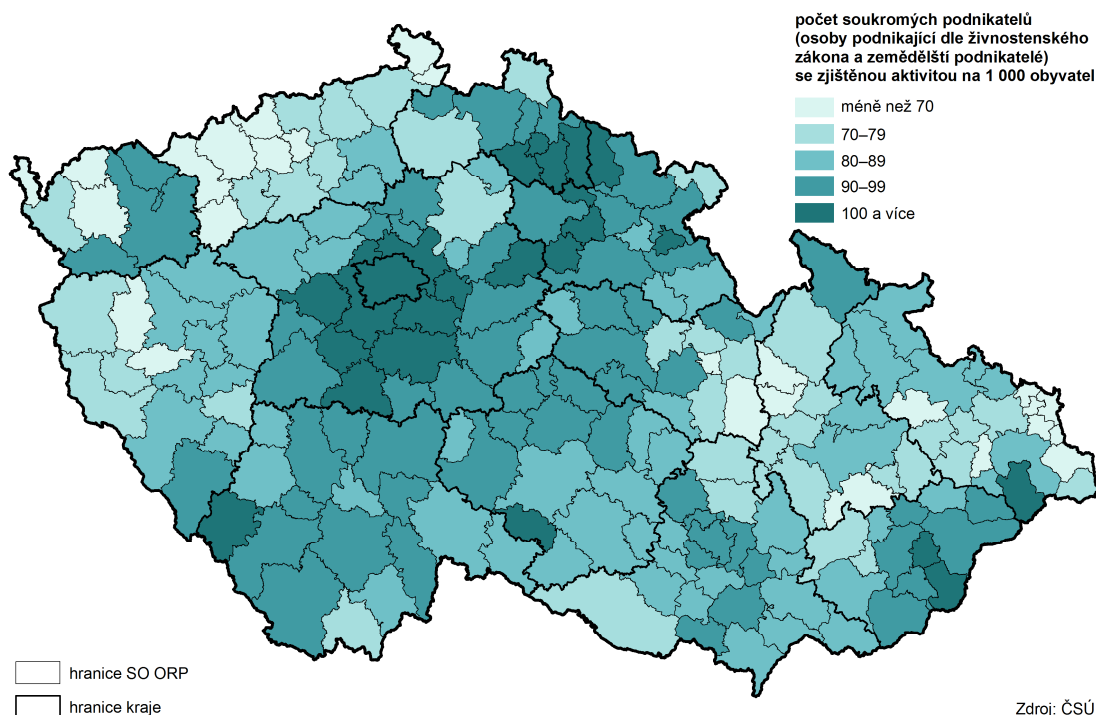 počet soukromých podnikatelů
(osoby podnikající dle živnostenského
zákona a zemědělští podnikatelé)
se zjištěnou aktivitou na 1 000 obyvatel
méně než 70
70–79
80–89
90–99
100 a více
hranice SO ORP
hranice kraje
Zdroj: ČSÚ